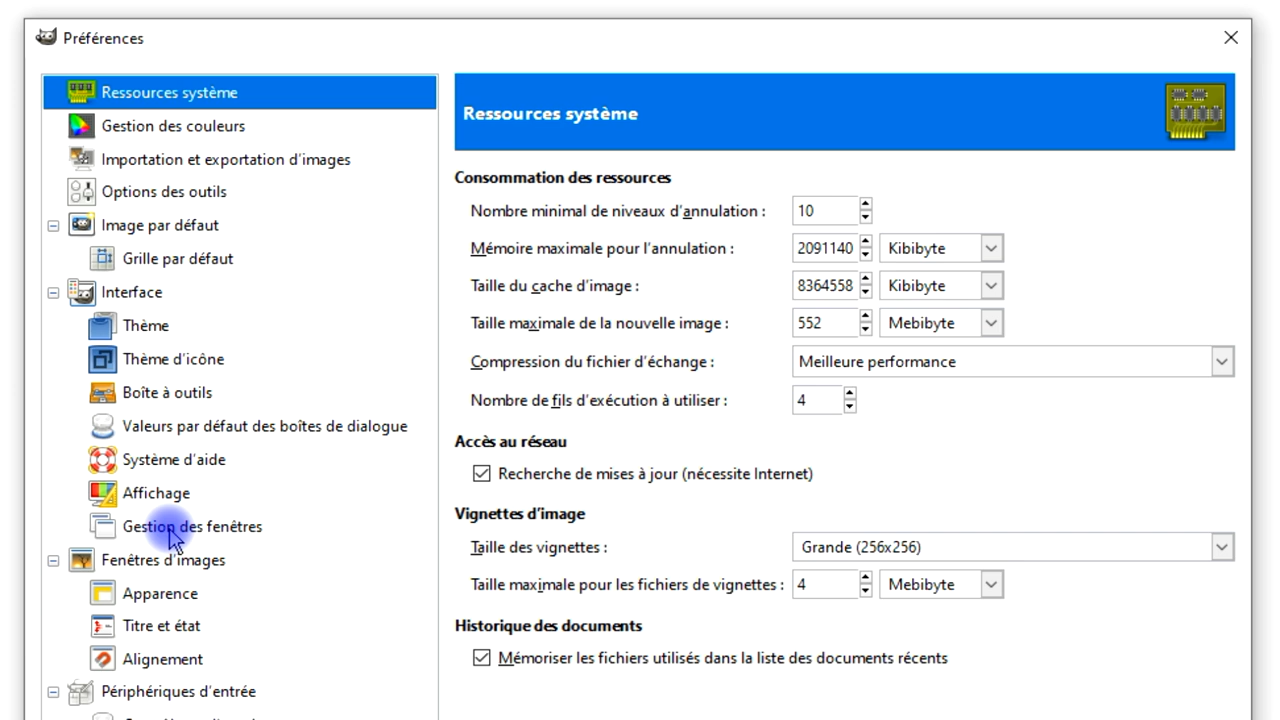 Préférences
Ressources système
Gestion des couleurs
Importation et exportation d'images
Options des outils
Image par défaut
Grille par défaut
Interface
Thème
Thème d'icône
Boîte à outils
Valeurs par défaut des boîtes de dialogue
Système d'aide
Affichage
Gestion des fenêtres
Fenêtres d'images
Apparence
Titre et état
Alignement
Périphériques d'entrée
Ressources système
Consommation des ressources
Nombre minimal de niveaux d'annulation : 10
Mémoire maximale pour l'annulation : 2091140 Kibibyte
Taille du cache d'image : 8364558 Kibibyte
Taille maximale de la nouvelle image : 552 Mebibyte
Compression du fichier d'échange : Meilleure performance
Nombre de fils d'exécution à utiliser : 4
Accès au réseau
Recherche de mises à jour (nécessite Internet)
Vignettes d'image
Taille des vignettes : Grande (256x256)
Taille maximale pour les fichiers de vignettes : 4 Mebibyte
Historique des documents
Mémoriser les fichiers utilisés dans la liste des documents récents